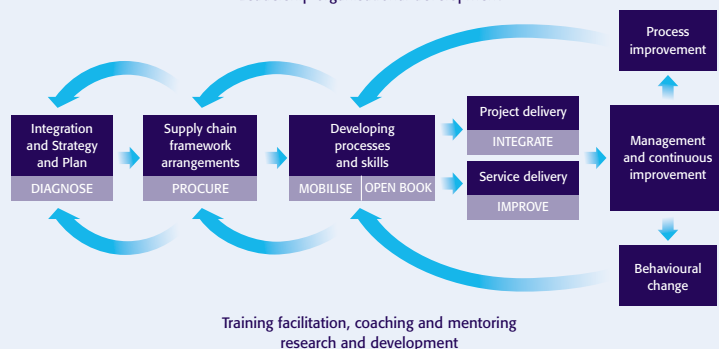 Process
improvement
Integration
and Strategy
and Plan
DIAGNOSE
Supply chain
framework
arrangements
PROCURE
Developing
processes
and skills
MOBILISE
OPEN BOOK
Project delivery
INTEGRATE
Service delivery
IMPROVE
Management
and continuous
improvement
Behavioural
change
Training facilitation, coaching and mentoring
research and development